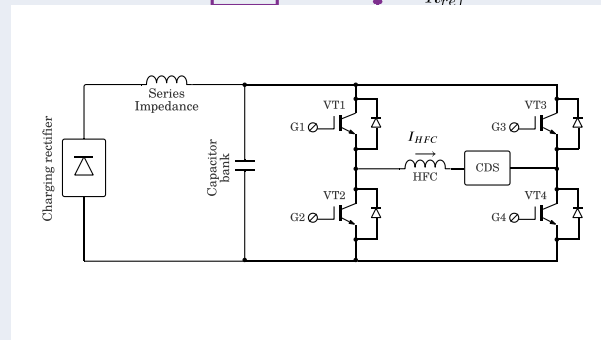 Series
Impedance
Charging rectifier
Capacitor
bank
VT1
G1
VT2
G2
I_HFC
HFC
CDS
VT3
G3
VT4
G4